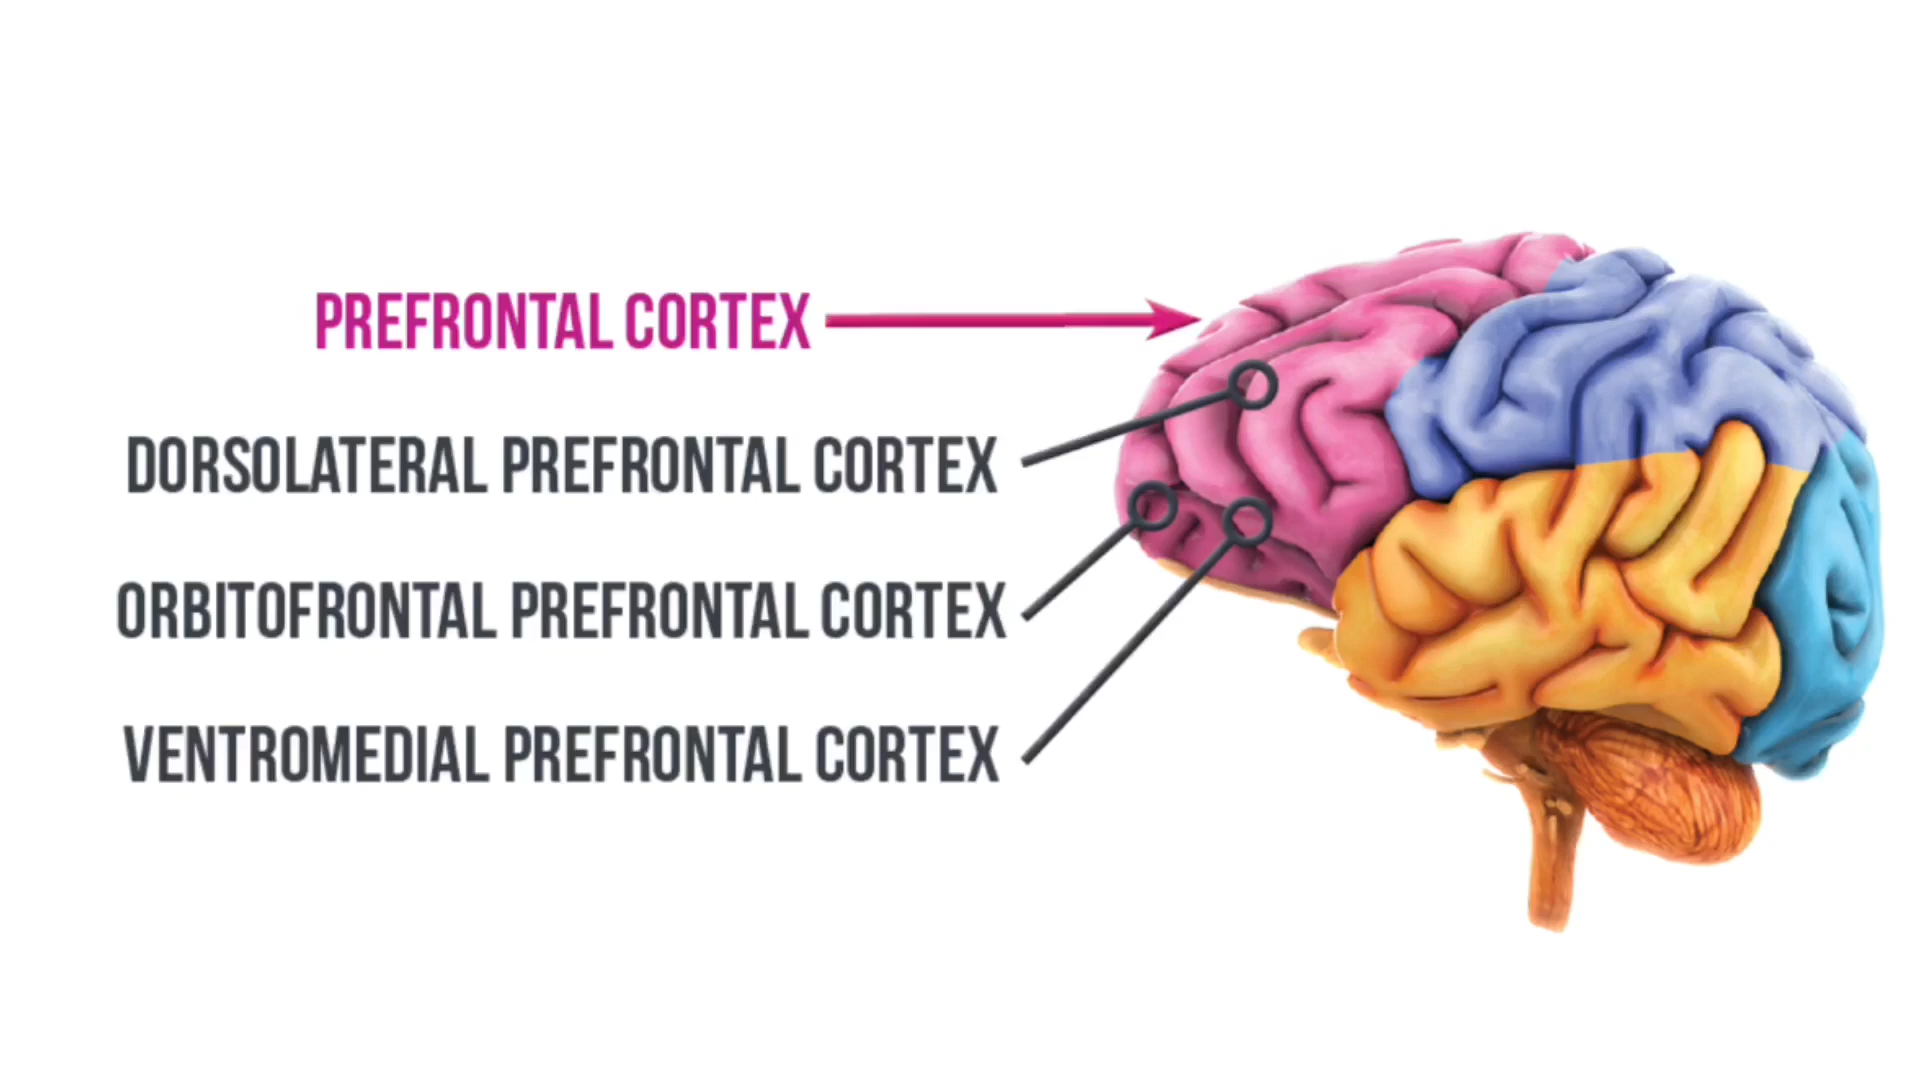 PREFRONTAL CORTEX
DORSOLATERAL PREFRONTAL CORTEX
ORBITOFRONTAL PREFRONTAL CORTEX
VENTROMEDIAL PREFRONTAL CORTEX